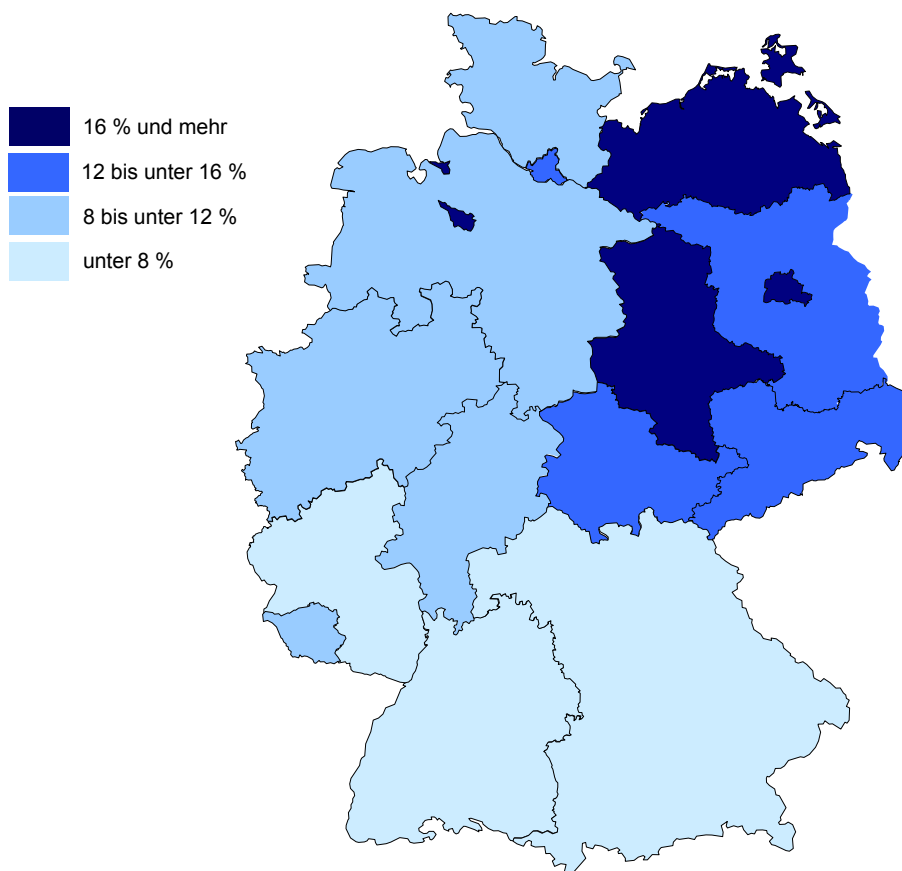 16 % und mehr
12 bis unter 16 %
8 bis unter 12 %
unter 8 %